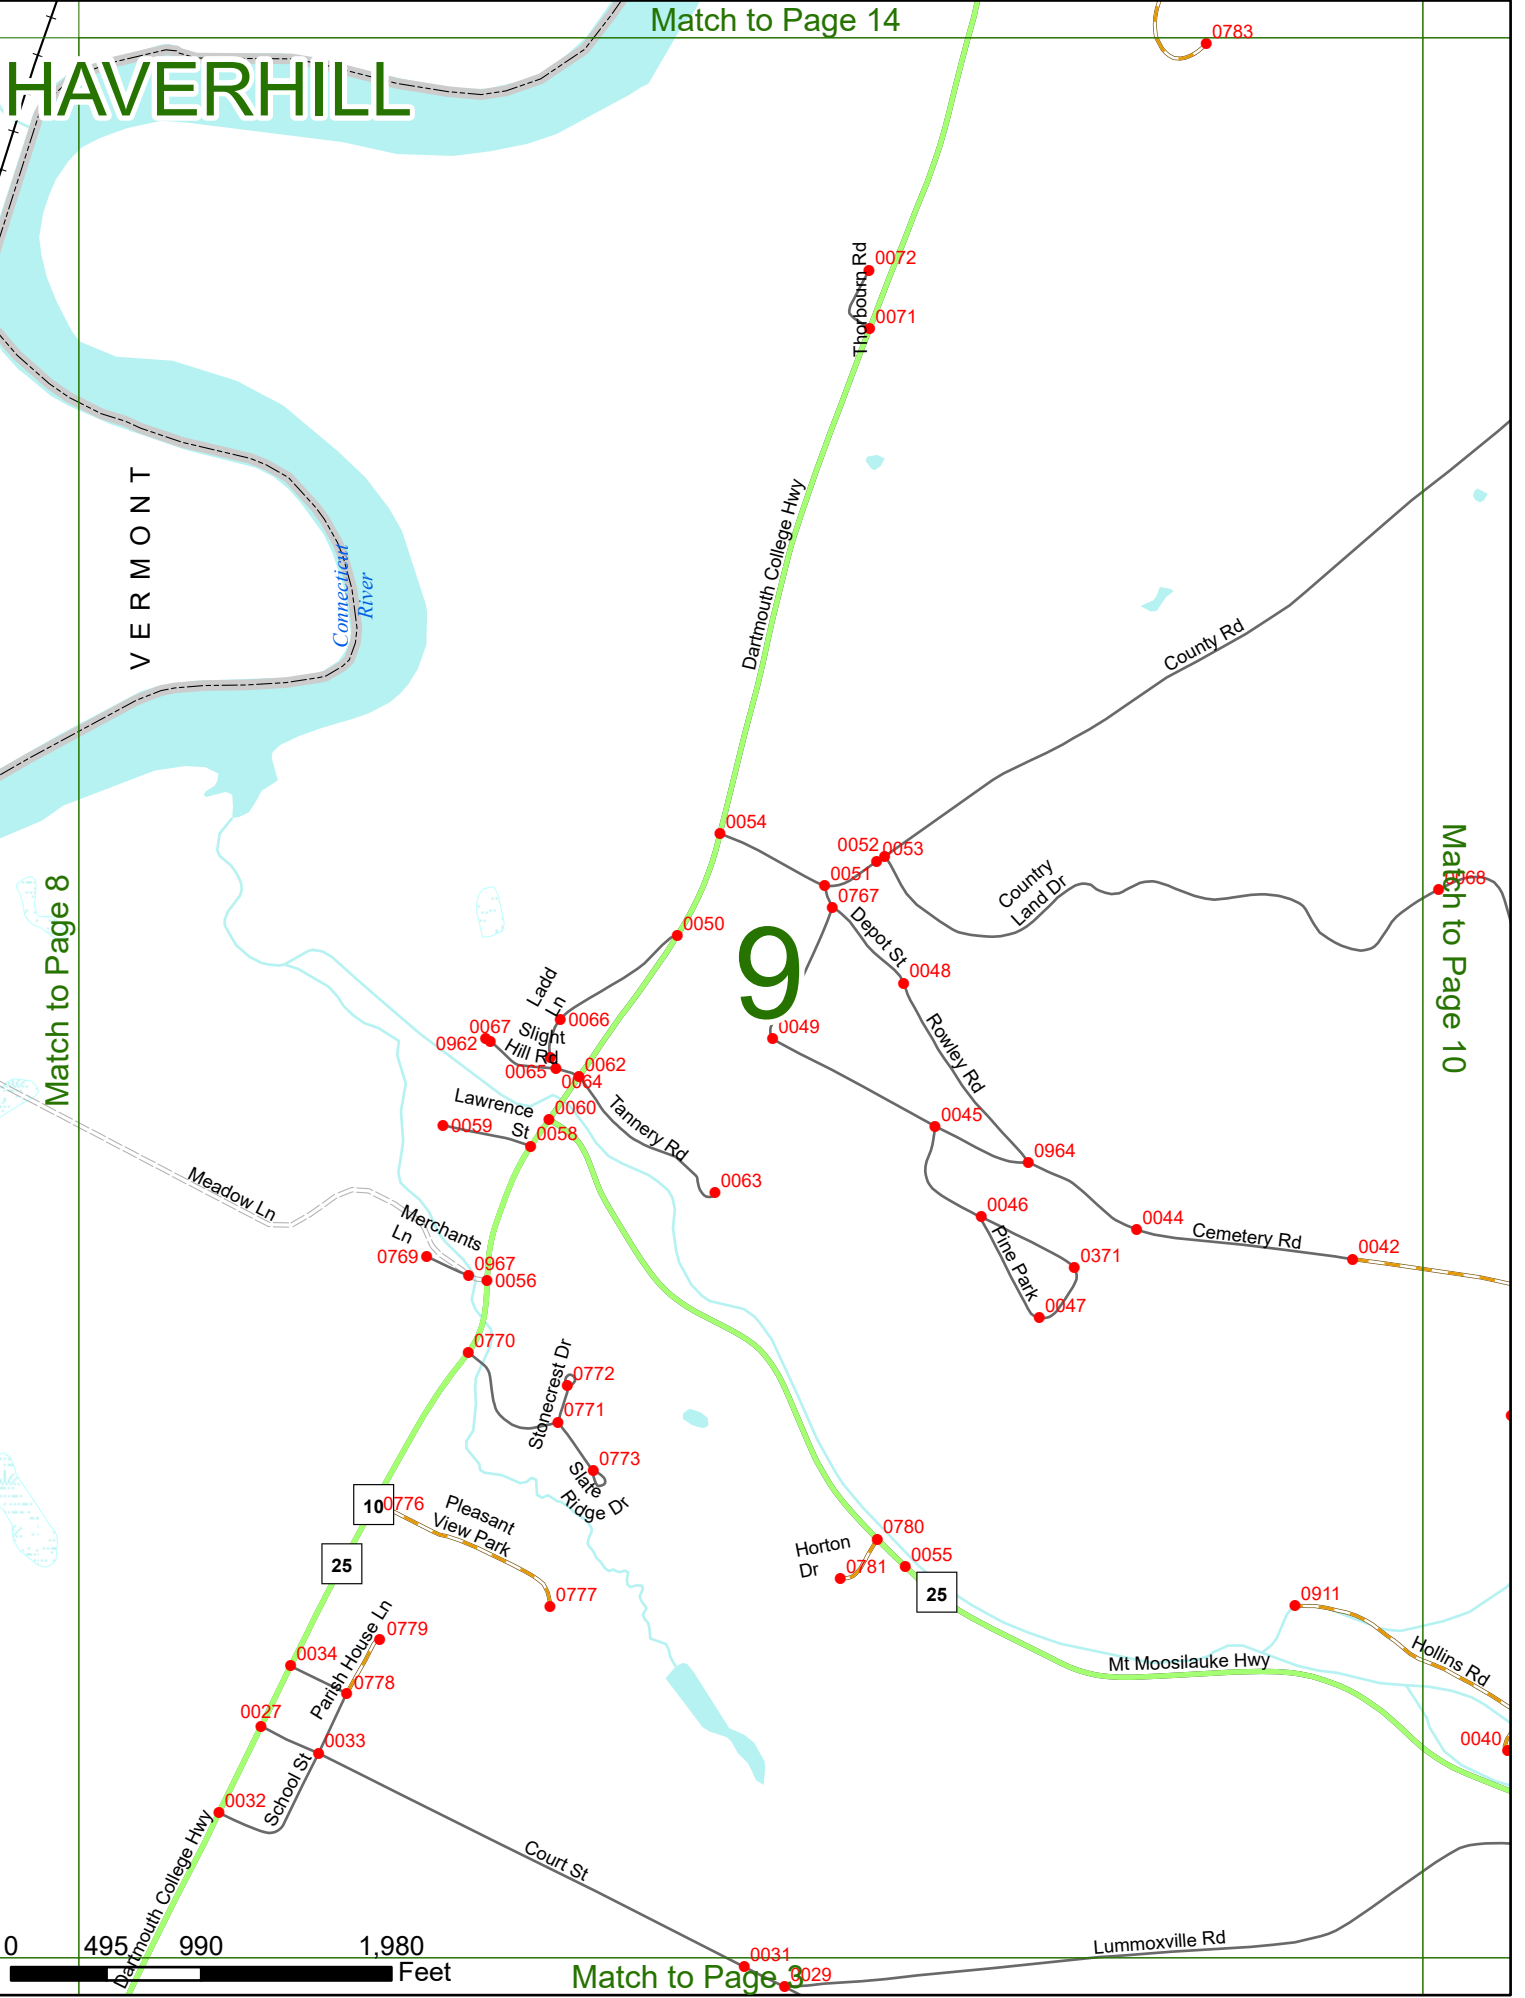 Match to Page 14
0783
HAVERHILL
0072
Thorbourn Rd
0071
VERMONT
Connecticut
River
Dartmouth College Hwy
County Rd
0054
0052
0053
0051
Country
Land Dr
0068
Match to Page 10
Match to Page 8
0767
0050
Depot St
9
0048
Ladd
Ln
0066
0067
0962
Slight
Hill Rd
0065
0062
0064
0049
Rowley Rd
Lawrence
St
0060
0059
0058
Tannery Rd
0045
0964
0063
Meadow Ln
Merchants
Ln
0769
0967
0056
0046
Pine Park
0044
Cemetery Rd
0042
0371
0047
0770
Stonecrest Dr
0772
0771
0773
Slate
Ridge Dr
10
0776
Pleasant
View Park
25
0777
Horton
Dr
0780
0781
0055
25
0911
Hollins Rd
Mt Moosilauke Hwy
0040
Parish House Ln
0779
0034
0778
0027
0033
School St
0032
Dartmouth College Hwy
Court St
Lummoxville Rd
0031
0029
0 495 990 1,980
Feet
Match to Page 3